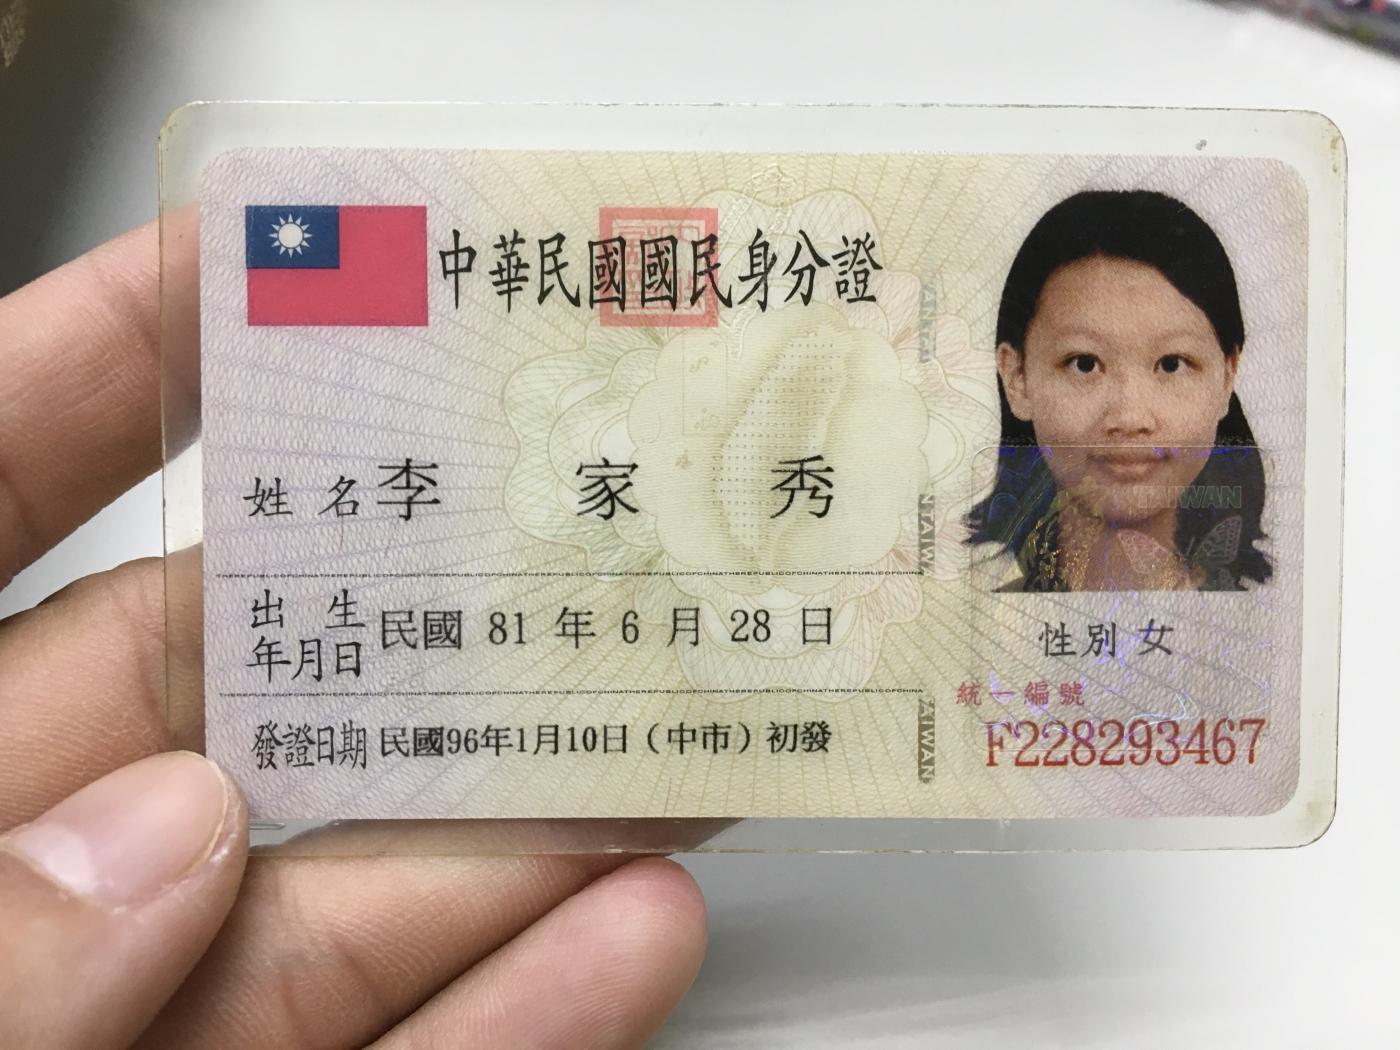 中華民國國民身分證
姓 名 李 家 秀
THEREPUBLICOFCHINATHEREPUBLICOFCHINATHEREPUBLICOFCHINATHEREPUBLICOFCHINATHEREPUBLICOFCHINA
出 生
年月日 民國 81 年 6 月 28 日
發證日期 民國96年1月10日（中市）初發
TAIWAN
性別 女
統一編號
F228293467